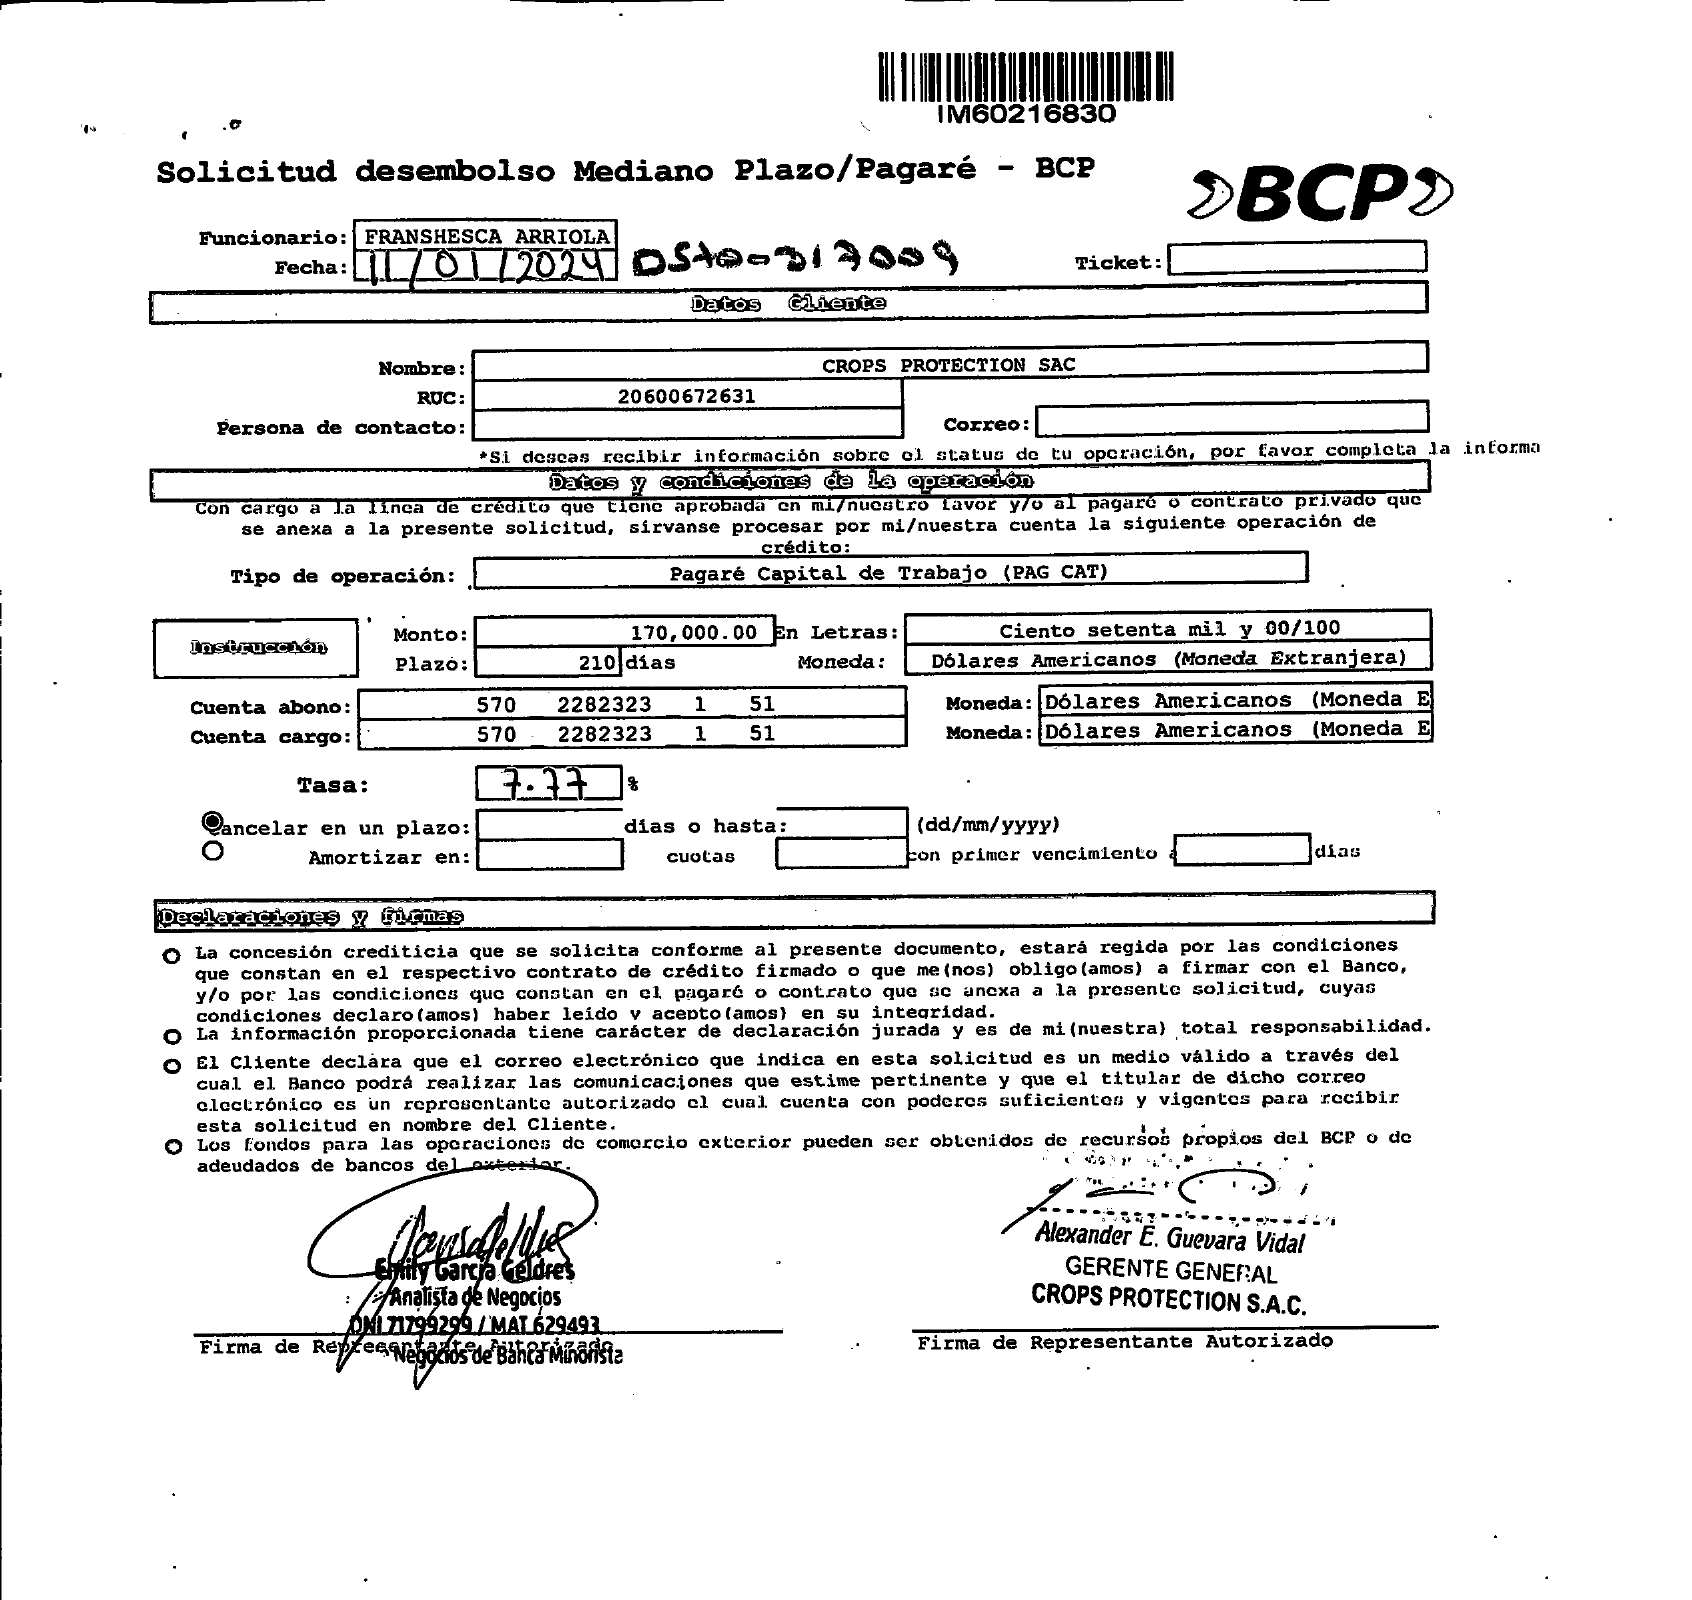 IM60216830
Solicitud desembolso Mediano Plazo/Pagaré - BCP
BCP
Funcionario: FRANSHESCA ARRIOLA
Fecha: 11/01/2024
Ticket:
Datos Cliente
Nombre: CROPS PROTECTION SAC
RUC: 20600672631
Persona de contacto: Correo:
*Si deseas recibir información sobre el status de tu operación, por favor completa la informa
Datos y condiciones de la operación
Con cargo a la línea de crédito que tiene aprobada en mi/nuestro favor y/o al pagaré o contrato privado que
se anexa a la presente solicitud, sírvanse procesar por mi/nuestra cuenta la siguiente operación de
crédito:
Tipo de operación: Pagaré Capital de Trabajo (PAG CAT)
Instrucción
Monto: 170,000.00 En Letras: Ciento setenta mil y 00/100
Plazo: 210 días Moneda: Dólares Americanos (Moneda Extranjera)
Cuenta abono: 570 2282323 1 51 Moneda: Dólares Americanos (Moneda E
Cuenta cargo: 570 2282323 1 51 Moneda: Dólares Americanos (Moneda E
Tasa: 7.77 %
Cancelar en un plazo: días o hasta: (dd/mm/yyyy)
Amortizar en: cuotas con primer vencimiento a días
Declaraciones y firmas
La concesión crediticia que se solicita conforme al presente documento, estará regida por las condiciones
que constan en el respectivo contrato de crédito firmado o que me(nos) obligo(amos) a firmar con el Banco,
y/o por las condiciones que constan en el pagaré o contrato que se anexa a la presente solicitud, cuyas
condiciones declaro(amos) haber leído y acepto(amos) en su integridad.
La información proporcionada tiene carácter de declaración jurada y es de mi(nuestra) total responsabilidad.
El Cliente declara que el correo electrónico que indica en esta solicitud es un medio válido a través del
cual el Banco podrá realizar las comunicaciones que estime pertinente y que el titular de dicho correo
electrónico es un representante autorizado el cual cuenta con poderes suficientes y vigentes para recibir
esta solicitud en nombre del Cliente.
Los fondos para las operaciones de comercio exterior pueden ser obtenidos de recursos propios del BCP o de
adeudados de bancos del exterior.
Emily García Geldres
Analista de Negocios
DNI 71799299 / MAT 629493
Negocios de Banca Minorista
Firma de Representante Autorizado
Alexander E. Guevara Vidal
GERENTE GENERAL
CROPS PROTECTION S.A.C.
Firma de Representante Autorizado